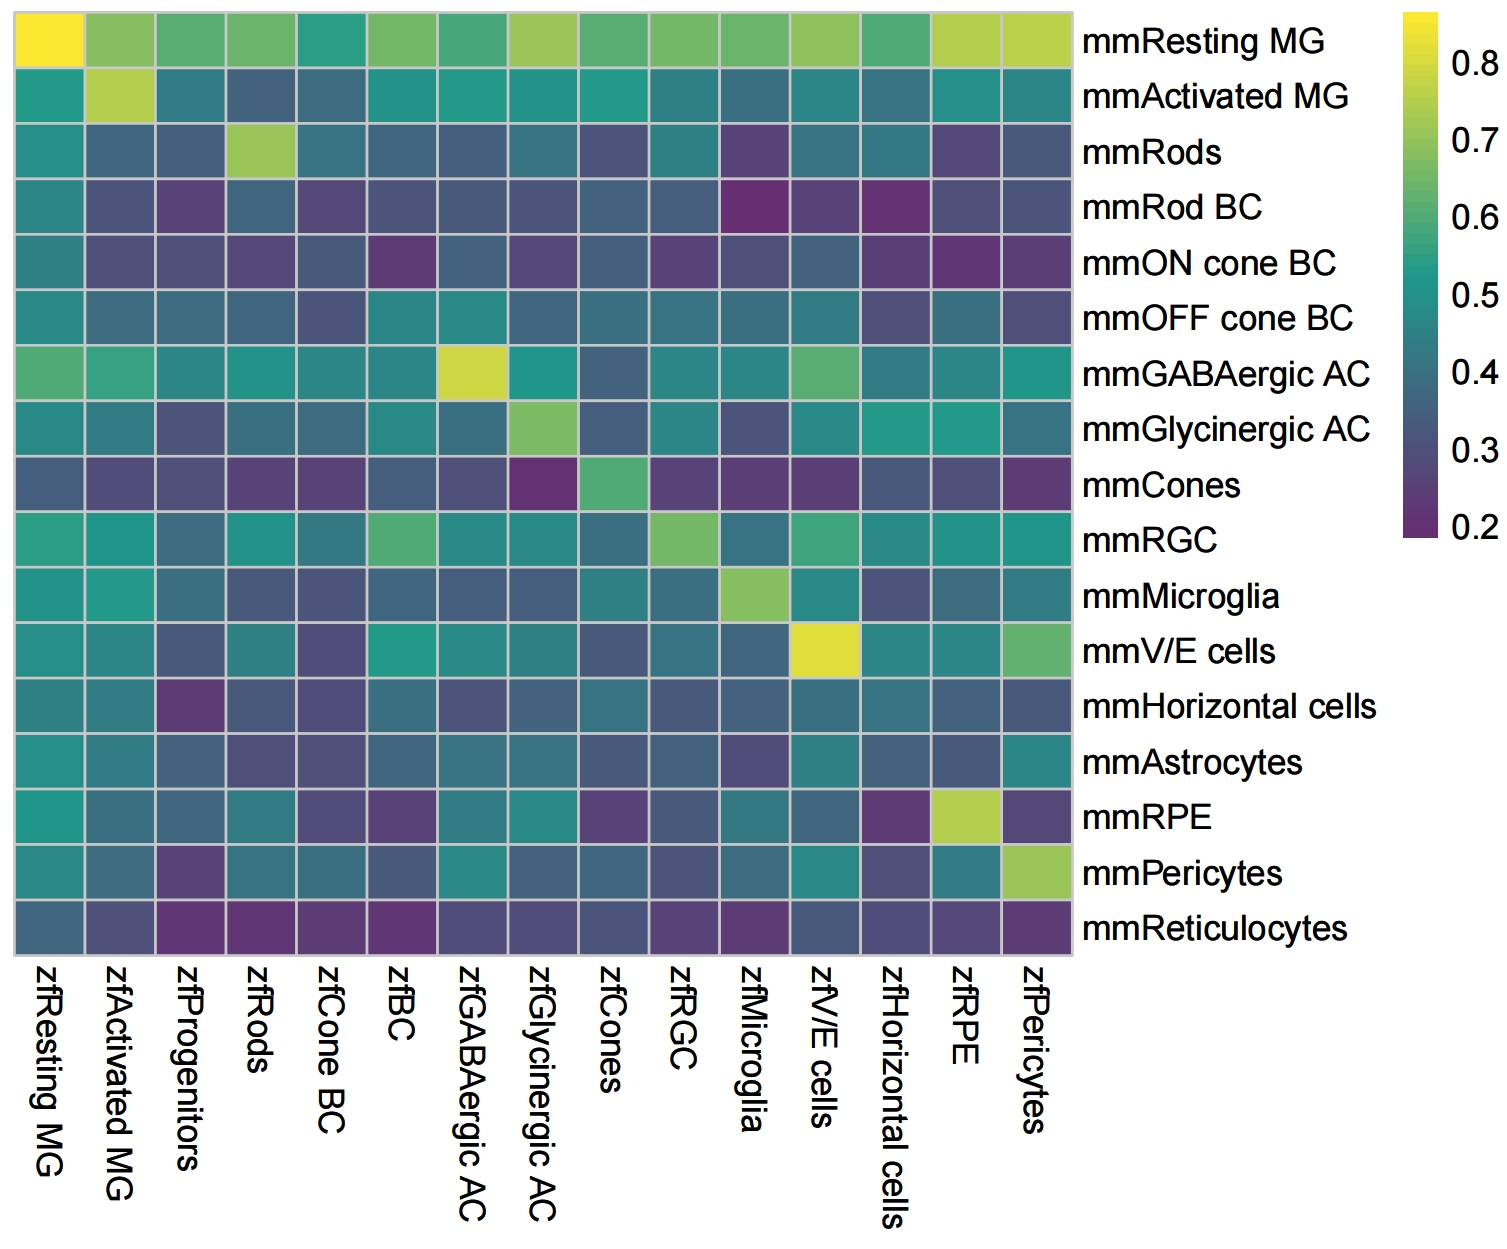 mmResting MG
mmActivated MG
mmRods
mmRod BC
mmON cone BC
mmOFF cone BC
mmGABAergic AC
mmGlycinergic AC
mmCones
mmRGC
mmMicroglia
mmV/E cells
mmHorizontal cells
mmAstrocytes
mmRPE
mmPericytes
mmReticulocytes
0.8
0.7
0.6
0.5
0.4
0.3
0.2
zfResting MG
zfActivated MG
zfProgenitors
zfRods
zfCone BC
zfBC
zfGABAergic AC
zfGlycinergic AC
zfCones
zfRGC
zfMicroglia
zfV/E cells
zfHorizontal cells
zfRPE
zfPericytes